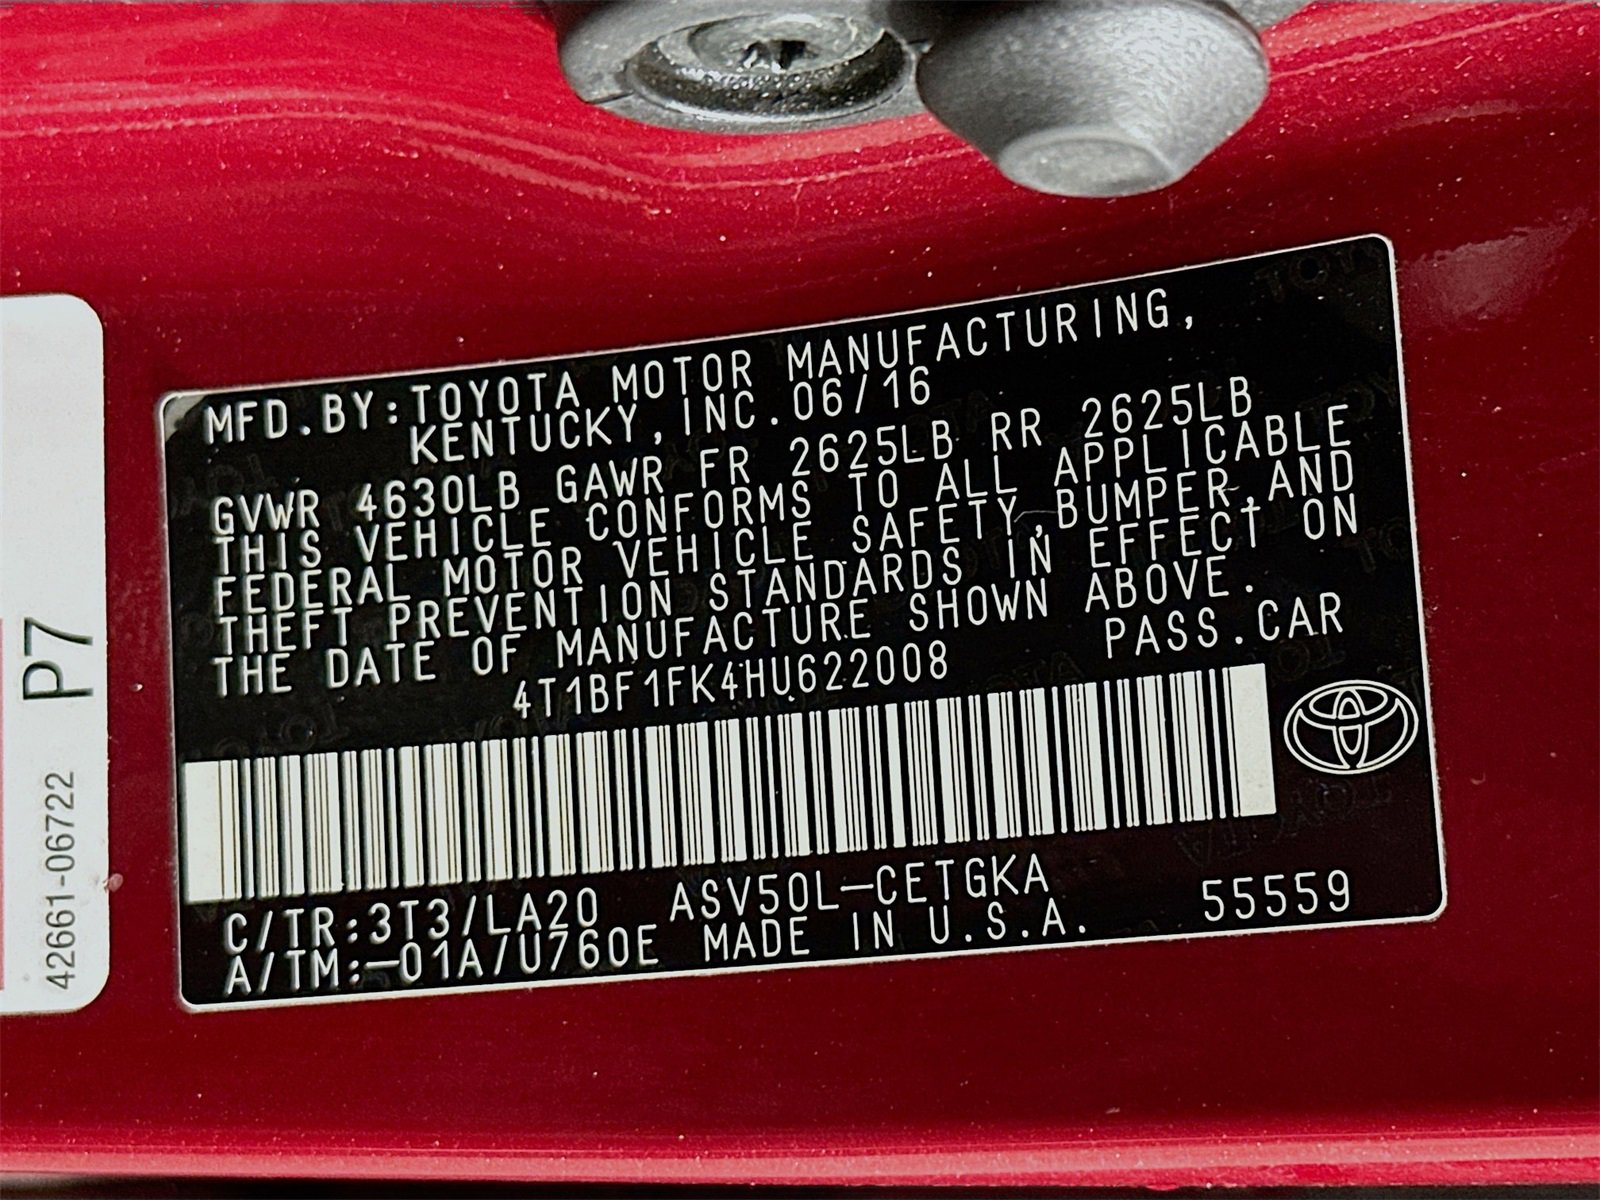 MFD.BY:TOYOTA MOTOR MANUFACTURING,
KENTUCKY, INC. 06/16
GVWR 4630LB GAWR FR 2625LB RR 2625LB
THIS VEHICLE CONFORMS TO ALL APPLICABLE
FEDERAL MOTOR VEHICLE SAFETY,BUMPER,AND
THEFT PREVENTION STANDARDS IN EFFECT ON
THE DATE OF MANUFACTURE SHOWN ABOVE.
4T1BF1FK4HU622008 PASS.CAR
C/TR:3T3/LA20 ASV50L-CETGKA 55559
A/TM:-01A/U760E MADE IN U.S.A.
P7
42661-06722